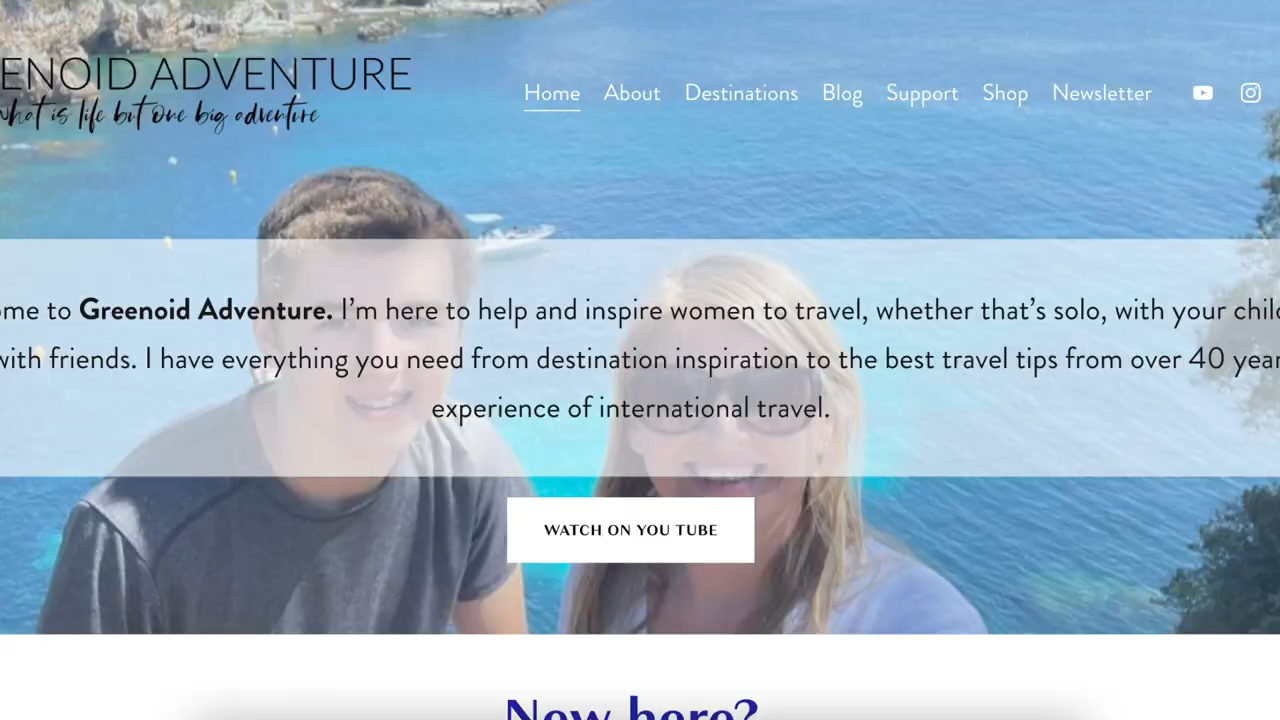 ENOID ADVENTURE
what is life but one big adventure
Home About Destinations Blog Support Shop Newsletter
ome to Greenoid Adventure. I'm here to help and inspire women to travel, whether that's solo, with your child
with friends. I have everything you need from destination inspiration to the best travel tips from over 40 year
experience of international travel.
WATCH ON YOU TUBE
New here?